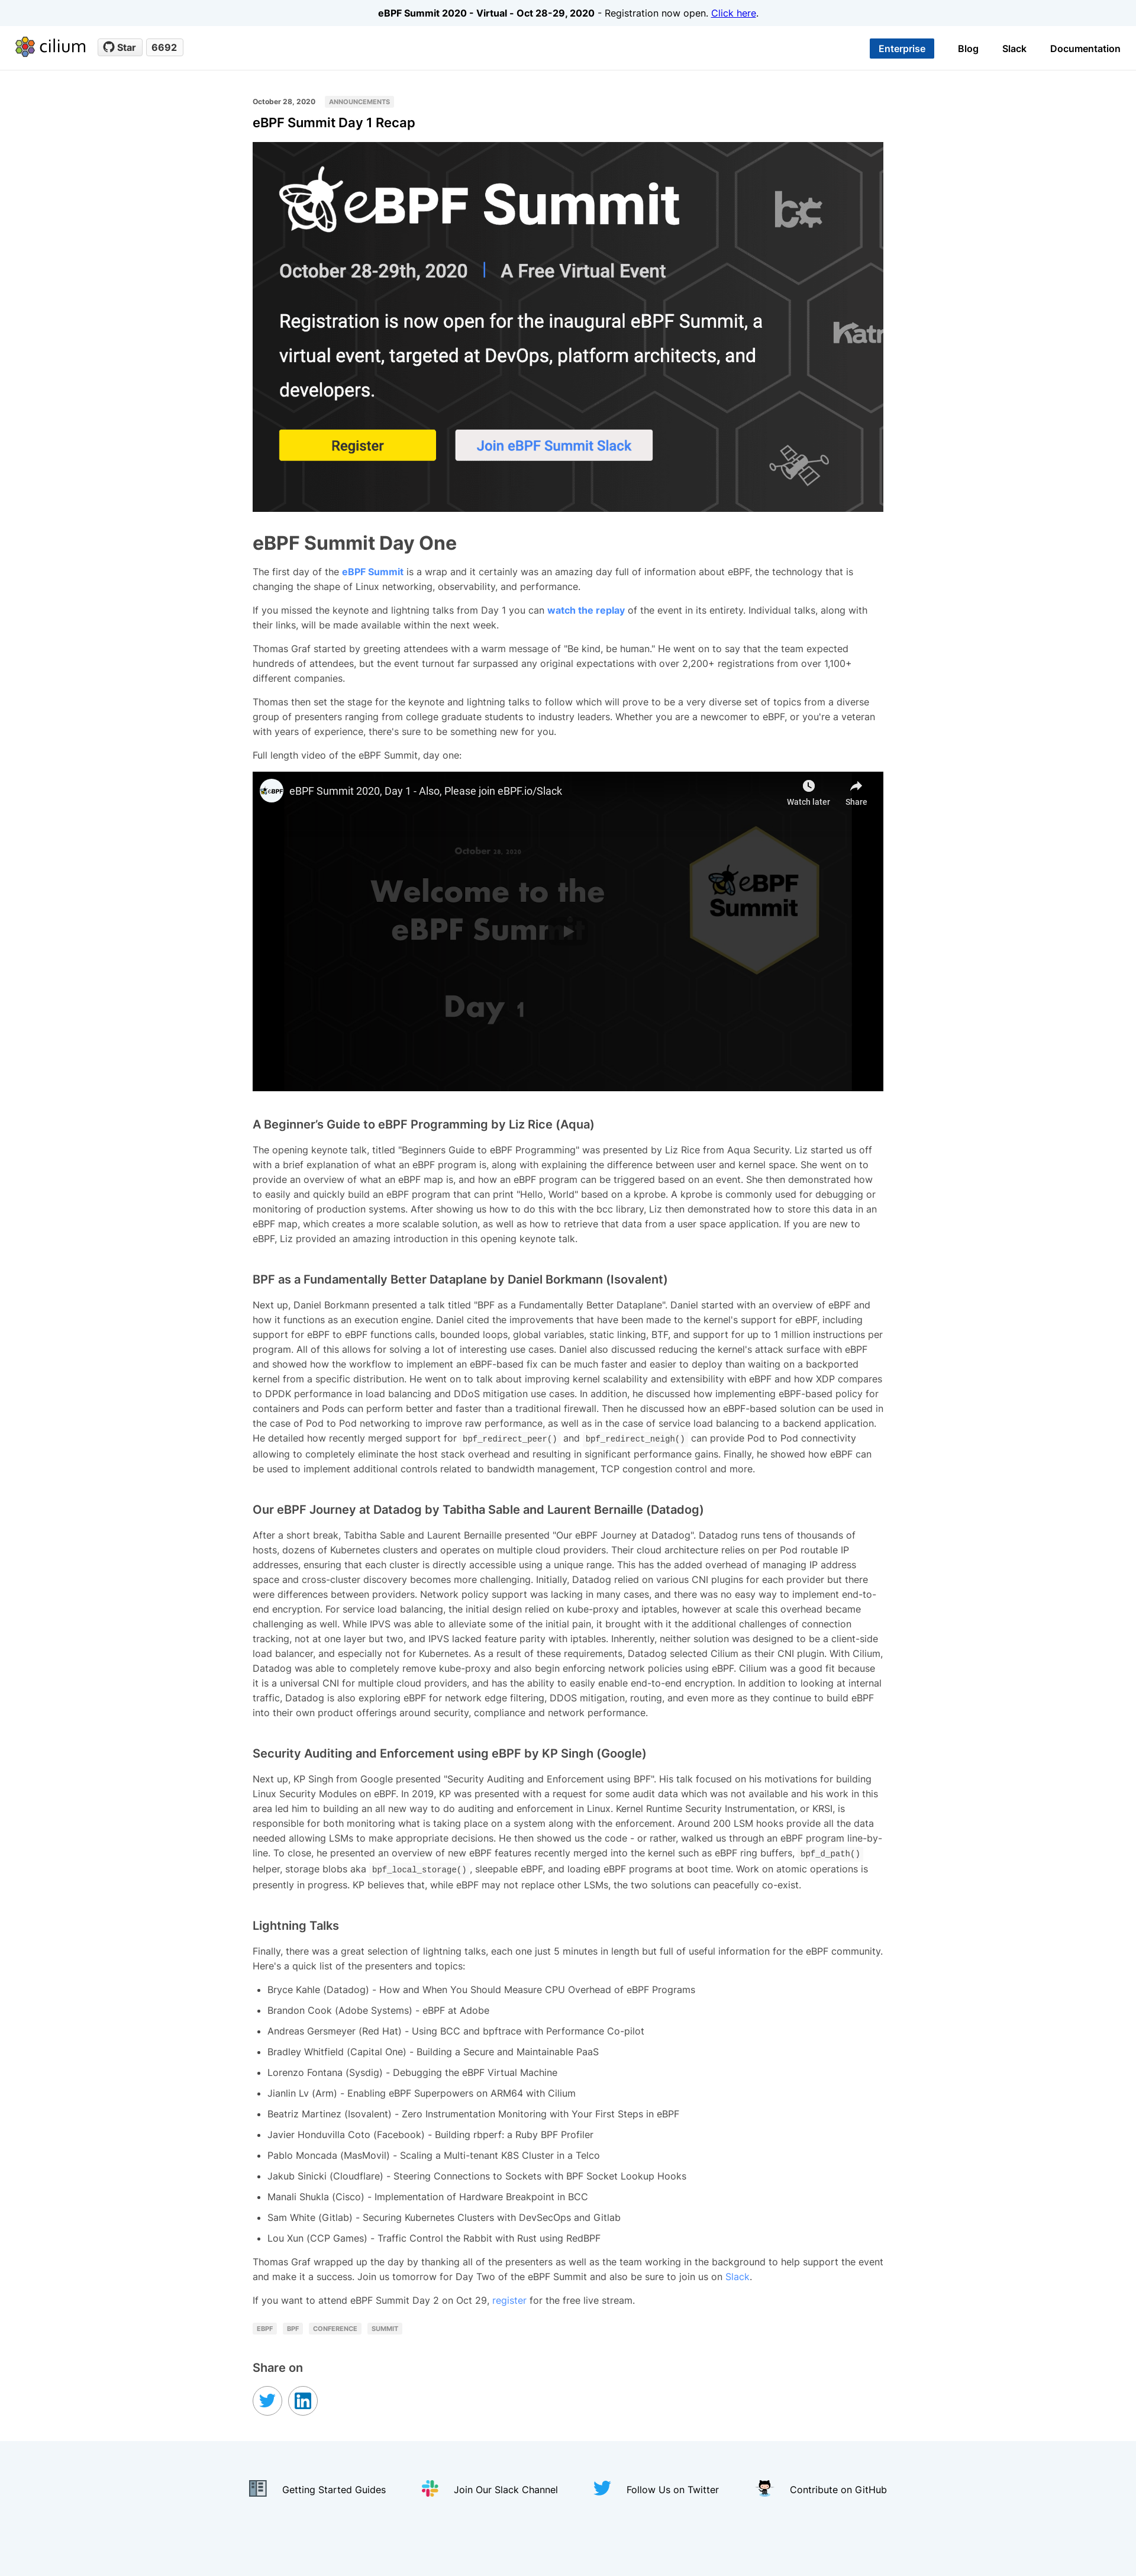 eBPF Summit 2020 - Virtual - Oct 28-29, 2020 - Registration now open. Click here.
cilium
Star
6692
Enterprise
Blog
Slack
Documentation
October 28, 2020
ANNOUNCEMENTS
eBPF Summit Day 1 Recap
eBPF Summit
October 28-29th, 2020 | A Free Virtual Event
Registration is now open for the inaugural eBPF Summit, a
virtual event, targeted at DevOps, platform architects, and
developers.
Register
Join eBPF Summit Slack
eBPF Summit Day One
The first day of the eBPF Summit is a wrap and it certainly was an amazing day full of information about eBPF, the technology that is
changing the shape of Linux networking, observability, and performance.
If you missed the keynote and lightning talks from Day 1 you can watch the replay of the event in its entirety. Individual talks, along with
their links, will be made available within the next week.
Thomas Graf started by greeting attendees with a warm message of "Be kind, be human." He went on to say that the team expected
hundreds of attendees, but the event turnout far surpassed any original expectations with over 2,200+ registrations from over 1,100+
different companies.
Thomas then set the stage for the keynote and lightning talks to follow which will prove to be a very diverse set of topics from a diverse
group of presenters ranging from college graduate students to industry leaders. Whether you are a newcomer to eBPF, or you're a veteran
with years of experience, there's sure to be something new for you.
Full length video of the eBPF Summit, day one:
eBPF Summit 2020, Day 1 - Also, Please join eBPF.io/Slack
Watch later
Share
Welcome to the
eBPF Summit
Day 1
eBPF
Summit
A Beginner’s Guide to eBPF Programming by Liz Rice (Aqua)
The opening keynote talk, titled "Beginners Guide to eBPF Programming" was presented by Liz Rice from Aqua Security. Liz started us off
with a brief explanation of what an eBPF program is, along with explaining the difference between user and kernel space. She went on to
provide an overview of what an eBPF map is, and how an eBPF program can be triggered based on an event. She then demonstrated how
to easily and quickly build an eBPF program that can print "Hello, World" based on a kprobe. A kprobe is commonly used for debugging or
monitoring of production systems. After showing us how to do this with the bcc library, Liz then demonstrated how to store this data in an
eBPF map, which creates a more scalable solution, as well as how to retrieve that data from a user space application. If you are new to
eBPF, Liz provided an amazing introduction in this opening keynote talk.
BPF as a Fundamentally Better Dataplane by Daniel Borkmann (Isovalent)
Next up, Daniel Borkmann presented a talk titled "BPF as a Fundamentally Better Dataplane". Daniel started with an overview of eBPF and
how it functions as an execution engine. Daniel cited the improvements that have been made to the kernel's support for eBPF, including
support for eBPF to eBPF functions calls, bounded loops, global variables, static linking, BTF, and support for up to 1 million instructions per
program. All of this allows for solving a lot of interesting use cases. Daniel also discussed reducing the kernel's attack surface with eBPF
and showed how the workflow to implement an eBPF-based fix can be much faster and easier to deploy than waiting on a backported
kernel from a specific distribution. He went on to talk about improving kernel scalability and extensibility with eBPF and how XDP compares
to DPDK performance in load balancing and DDoS mitigation use cases. In addition, he discussed how implementing eBPF-based policy for
containers and Pods can perform better and faster than a traditional firewall. Then he discussed how an eBPF-based solution can be used in
the case of Pod to Pod networking to improve raw performance, as well as in the case of service load balancing to a backend application.
He detailed how recently merged support for bpf_redirect_peer() and bpf_redirect_neigh() can provide Pod to Pod connectivity
allowing to completely eliminate the host stack overhead and resulting in significant performance gains. Finally, he showed how eBPF can
be used to implement additional controls related to bandwidth management, TCP congestion control and more.
Our eBPF Journey at Datadog by Tabitha Sable and Laurent Bernaille (Datadog)
After a short break, Tabitha Sable and Laurent Bernaille presented "Our eBPF Journey at Datadog". Datadog runs tens of thousands of
hosts, dozens of Kubernetes clusters and operates on multiple cloud providers. Their cloud architecture relies on per Pod routable IP
addresses, ensuring that each cluster is directly accessible using a unique range. This has the added overhead of managing IP address
space and cross-cluster discovery becomes more challenging. Initially, Datadog relied on various CNI plugins for each provider but there
were differences between providers. Network policy support was lacking in many cases, and there was no easy way to implement end-to-
end encryption. For service load balancing, the initial design relied on kube-proxy and iptables, however at scale this overhead became
challenging as well. While IPVS was able to alleviate some of the initial pain, it brought with it the additional challenges of connection
tracking, not at one layer but two, and IPVS lacked feature parity with iptables. Inherently, neither solution was designed to be a client-side
load balancer, and especially not for Kubernetes. As a result of these requirements, Datadog selected Cilium as their CNI plugin. With Cilium,
Datadog was able to completely remove kube-proxy and also begin enforcing network policies using eBPF. Cilium was a good fit because
it is a universal CNI for multiple cloud providers, and has the ability to easily enable end-to-end encryption. In addition to looking at internal
traffic, Datadog is also exploring eBPF for network edge filtering, DDOS mitigation, routing, and even more as they continue to build eBPF
into their own product offerings around security, compliance and network performance.
Security Auditing and Enforcement using eBPF by KP Singh (Google)
Next up, KP Singh from Google presented "Security Auditing and Enforcement using BPF". His talk focused on his motivations for building
Linux Security Modules on eBPF. In 2019, KP was presented with a request for some audit data which was not available and his work in this
area led him to building an all new way to do auditing and enforcement in Linux. Kernel Runtime Security Instrumentation, or KRSI, is
responsible for both monitoring what is taking place on a system along with the enforcement. Around 200 LSM hooks provide all the data
needed allowing LSMs to make appropriate decisions. He then showed us the code - or rather, walked us through an eBPF program line-by-
line. To close, he presented an overview of new eBPF features recently merged into the kernel such as eBPF ring buffers, bpf_d_path()
helper, storage blobs aka bpf_local_storage() , sleepable eBPF, and loading eBPF programs at boot time. Work on atomic operations is
presently in progress. KP believes that, while eBPF may not replace other LSMs, the two solutions can peacefully co-exist.
Lightning Talks
Finally, there was a great selection of lightning talks, each one just 5 minutes in length but full of useful information for the eBPF community.
Here's a quick list of the presenters and topics:
• Bryce Kahle (Datadog) - How and When You Should Measure CPU Overhead of eBPF Programs
• Brandon Cook (Adobe Systems) - eBPF at Adobe
• Andreas Gersmeyer (Red Hat) - Using BCC and bpftrace with Performance Co-pilot
• Bradley Whitfield (Capital One) - Building a Secure and Maintainable PaaS
• Lorenzo Fontana (Sysdig) - Debugging the eBPF Virtual Machine
• Jianlin Lv (Arm) - Enabling eBPF Superpowers on ARM64 with Cilium
• Beatriz Martinez (Isovalent) - Zero Instrumentation Monitoring with Your First Steps in eBPF
• Javier Honduvilla Coto (Facebook) - Building rbperf: a Ruby BPF Profiler
• Pablo Moncada (MasMovil) - Scaling a Multi-tenant K8S Cluster in a Telco
• Jakub Sinicki (Cloudflare) - Steering Connections to Sockets with BPF Socket Lookup Hooks
• Manali Shukla (Cisco) - Implementation of Hardware Breakpoint in BCC
• Sam White (Gitlab) - Securing Kubernetes Clusters with DevSecOps and Gitlab
• Lou Xun (CCP Games) - Traffic Control the Rabbit with Rust using RedBPF
Thomas Graf wrapped up the day by thanking all of the presenters as well as the team working in the background to help support the event
and make it a success. Join us tomorrow for Day Two of the eBPF Summit and also be sure to join us on Slack.
If you want to attend eBPF Summit Day 2 on Oct 29, register for the free live stream.
EBPF
BPF
CONFERENCE
SUMMIT
Share on
Getting Started Guides
Join Our Slack Channel
Follow Us on Twitter
Contribute on GitHub